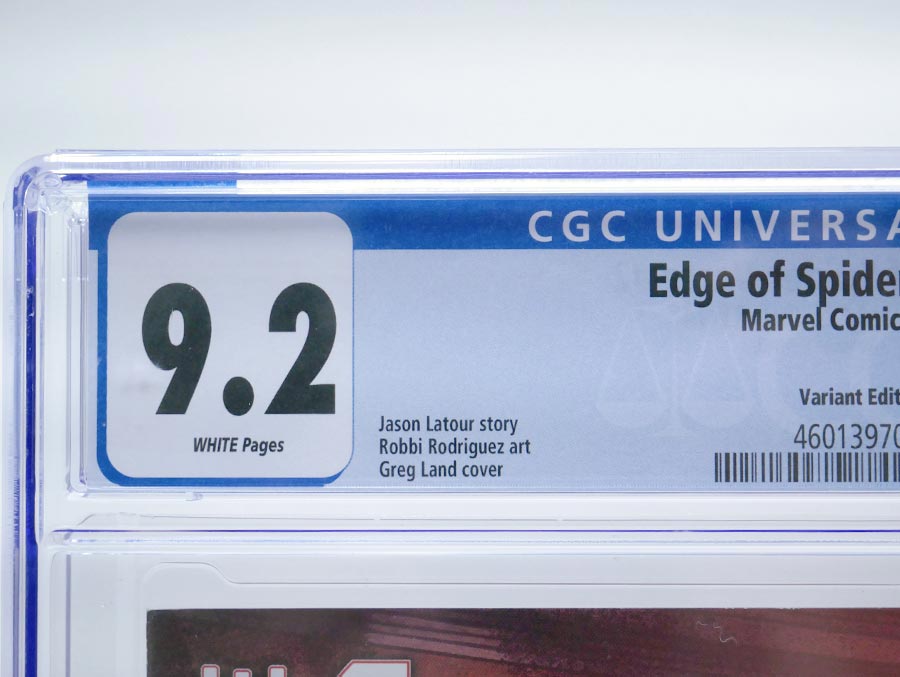 CGC UNIVERSA
Edge of Spider
Marvel Comic
9.2
WHITE Pages
Variant Edit
Jason Latour story
Robbi Rodriguez art
Greg Land cover
46013970